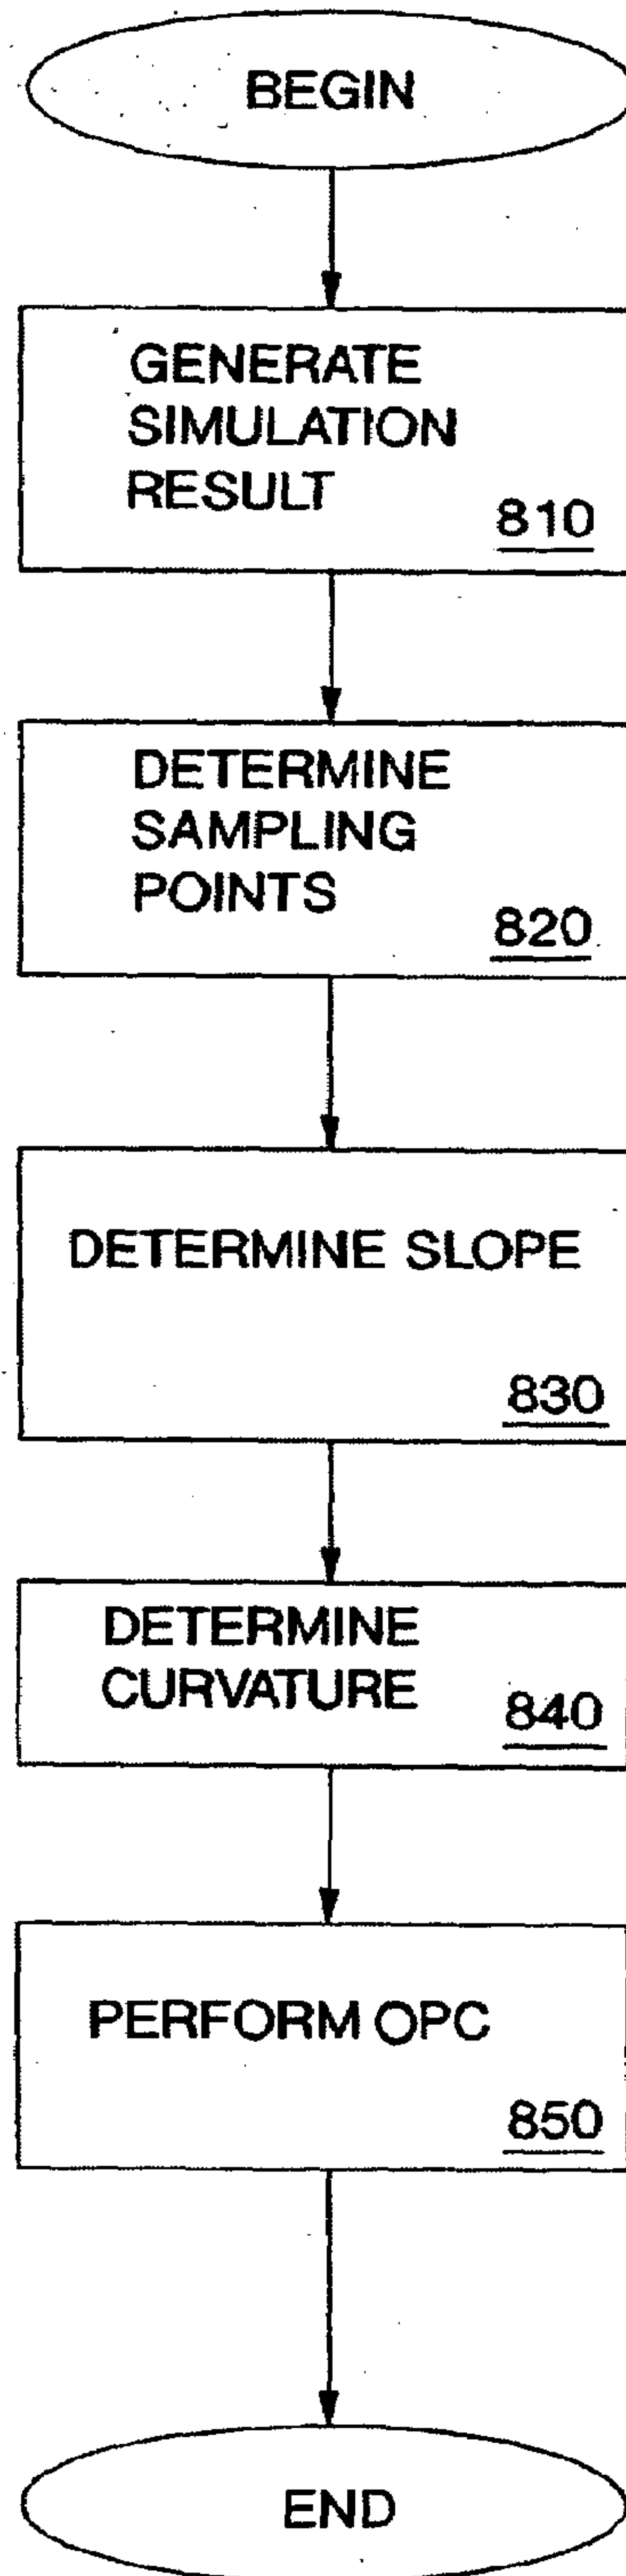 BEGIN
GENERATE
SIMULATION
RESULT
810
DETERMINE
SAMPLING
POINTS
820
DETERMINE SLOPE
830
DETERMINE
CURVATURE
840
PERFORM OPC
850
END